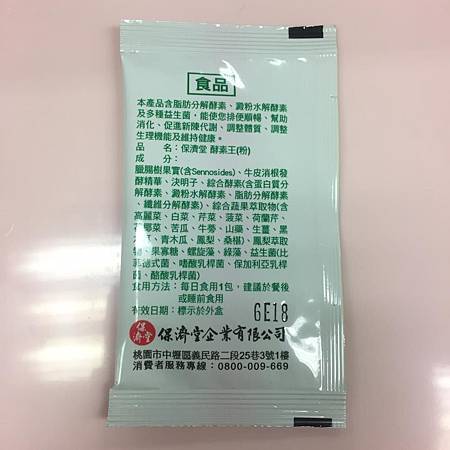 食品
本產品含脂肪分解酵素、澱粉水解酵素
及多種益生菌，能使您排便順暢、幫助
消化、促進新陳代謝、調整體質、調整
生理機能及維持健康。
品　名：保濟堂 酵素王(粉)
成　分：
臘腸樹果實(含Sennosides)、牛皮消根發
酵精華、決明子、綜合酵素(含蛋白質分
解酵素、澱粉水解酵素、脂肪分解酵素
、纖維分解酵素)、綜合蔬果萃取物(含
高麗菜、白菜、芹菜、菠菜、荷蘭芹、
椰菜、苦瓜、牛蒡、山藥、生薑、黑
、青木瓜、鳳梨、桑椹)、鳳梨萃取
物、果寡糖、螺旋藻、綠藻、益生菌(比
德式菌、嗜酸乳桿菌、保加利亞乳桿
菌、酪酸乳桿菌)
食用方法：每日食用1包，建議於餐後
或睡前食用
有效日期：標示於外盒
6E18
保濟堂 保濟堂企業有限公司
桃園市中壢區義民路二段25巷3號1樓
消費者服務專線：0800-009-669